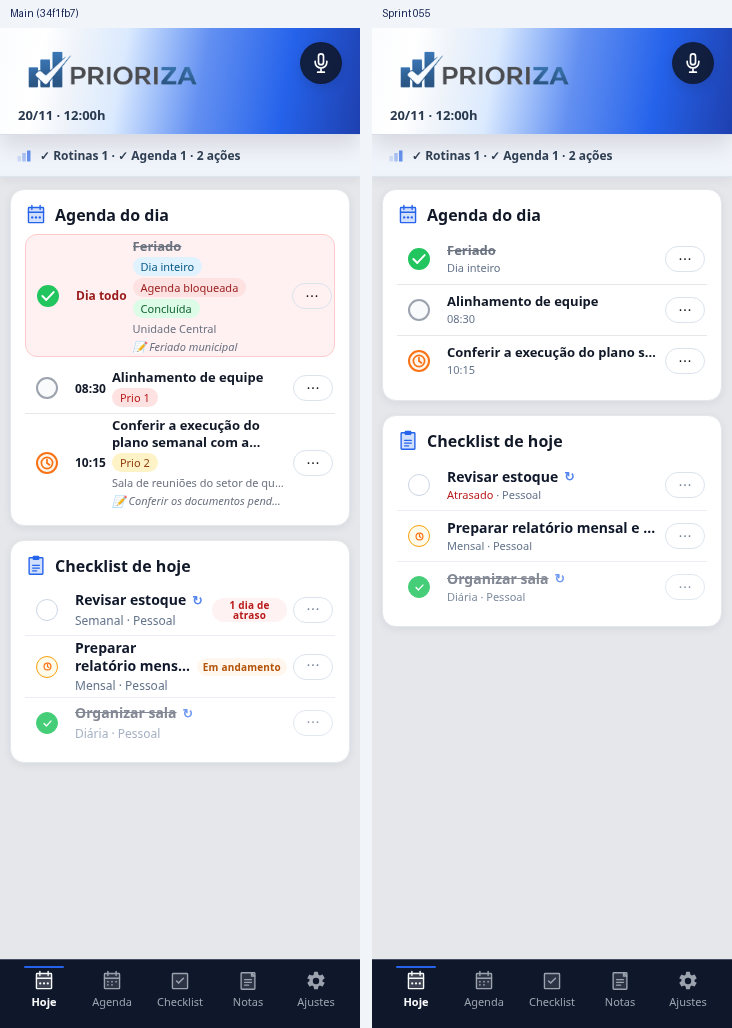 Main (34f1fb7)
PRIORIZA
20/11 · 12:00h
✓ Rotinas 1 · ✓ Agenda 1 · 2 ações
Agenda do dia
Feriado
Dia inteiro
Dia todo
Agenda bloqueada
Concluída
Unidade Central
📝 Feriado municipal
...
08:30
Alinhamento de equipe
Prio 1
...
10:15
Conferir a execução do
plano semanal com a...
Prio 2
Sala de reuniões do setor de qu...
📝 Conferir os documentos pend...
...
Checklist de hoje
Revisar estoque ↻
Semanal · Pessoal
1 dia de
atraso
...
Preparar
relatório mens...
Mensal · Pessoal
Em andamento
...
Organizar sala ↻
Diária · Pessoal
...
Hoje
Agenda
Checklist
Notas
Ajustes
Sprint 055
PRIORIZA
20/11 · 12:00h
✓ Rotinas 1 · ✓ Agenda 1 · 2 ações
Agenda do dia
Feriado
Dia inteiro
...
Alinhamento de equipe
08:30
...
Conferir a execução do plano s...
10:15
...
Checklist de hoje
Revisar estoque ↻
Atrasado · Pessoal
...
Preparar relatório mensal e ...
Mensal · Pessoal
...
Organizar sala ↻
Diária · Pessoal
...
Hoje
Agenda
Checklist
Notas
Ajustes